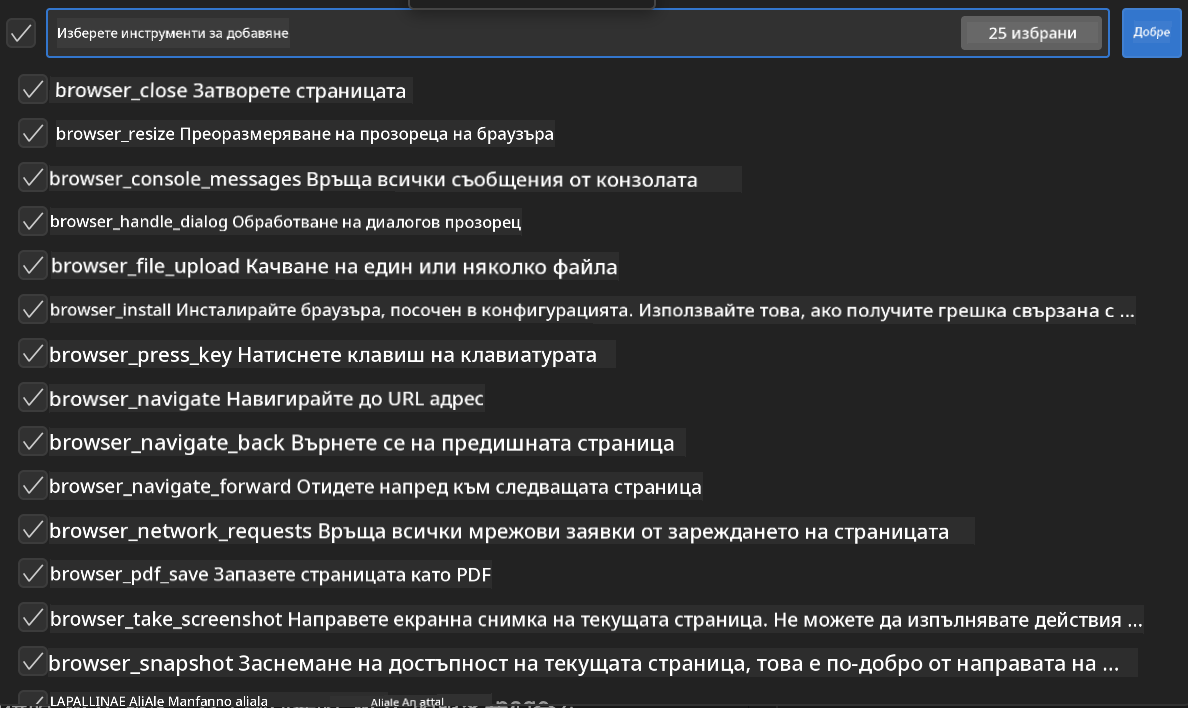 Изберете инструменти за добавяне
25 избрани
Добре
browser_close Затворете страницата
browser_resize Преоразмеряване на прозореца на браузъра
browser_console_messages Връща всички съобщения от конзолата
browser_handle_dialog Обработване на диалогов прозорец
browser_file_upload Качване на един или няколко файла
browser_install Инсталирайте браузъра, посочен в конфигурацията. Използвайте това, ако получите грешка свързана с ...
browser_press_key Натиснете клавиш на клавиатурата
browser_navigate Навигирайте до URL адрес
browser_navigate_back Върнете се на предишната страница
browser_navigate_forward Отидете напред към следващата страница
browser_network_requests Връща всички мрежови заявки от зареждането на страницата
browser_pdf_save Запазете страницата като PDF
browser_take_screenshot Направете екранна снимка на текущата страница. Не можете да изпълнявате действия ...
browser_snapshot Заснемане на достъпност на текущата страница, това е по-добро от направата на ...
LAPALLINAE AliAle Manfanno aliala